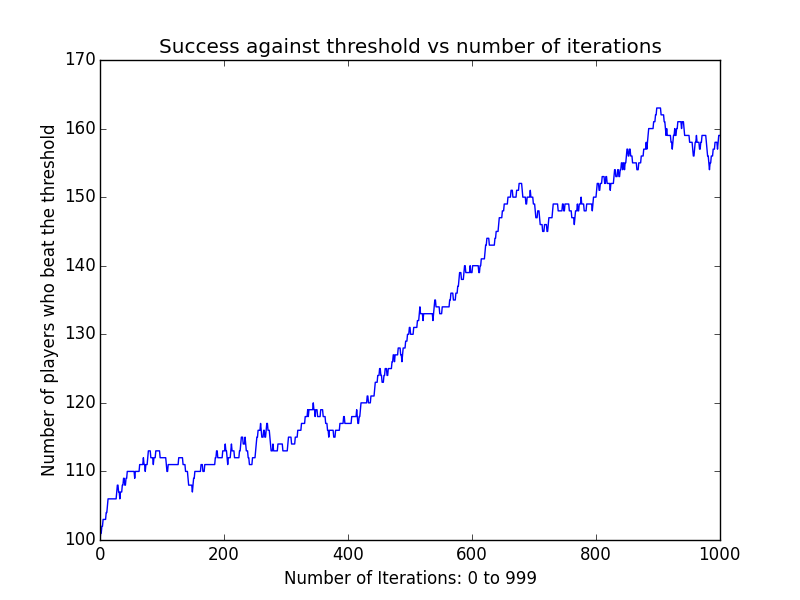 Success against threshold vs number of iterations
170
160
150
140
130
120
110
100
Number of players who beat the threshold
0 200 400 600 800 1000
Number of Iterations: 0 to 999